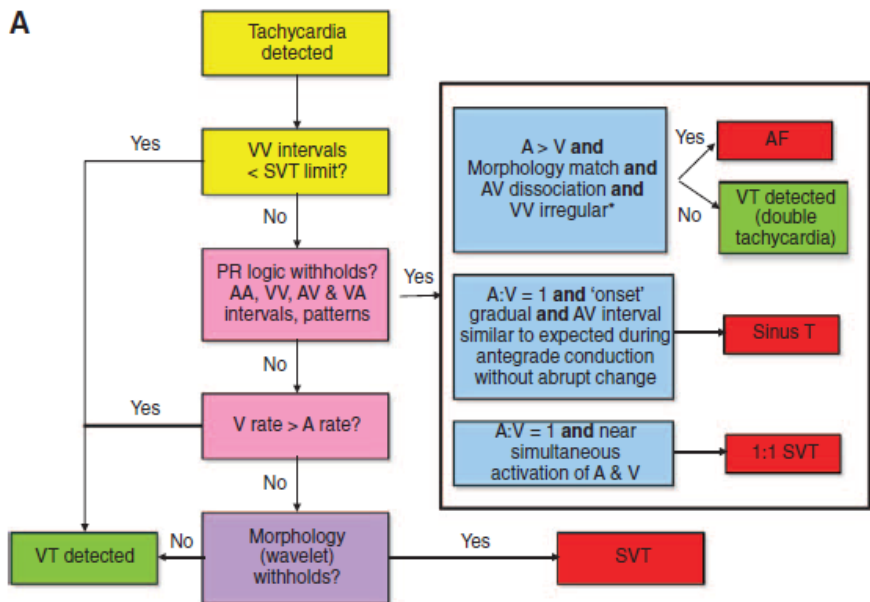 A
Tachycardia
detected
Yes
VV intervals
< SVT limit?
No
PR logic withholds?
AA, VV, AV & VA
intervals, patterns
Yes
No
Yes
V rate > A rate?
No
VT detected
No
Morphology
(wavelet)
withholds?
Yes
SVT
A > V and
Morphology match and
AV dissociation and
VV irregular*
Yes
AF
No
VT detected
(double
tachycardia)
A:V = 1 and ‘onset’
gradual and AV interval
similar to expected during
antegrade conduction
without abrupt change
Sinus T
A:V = 1 and near
simultaneous
activation of A & V
1:1 SVT